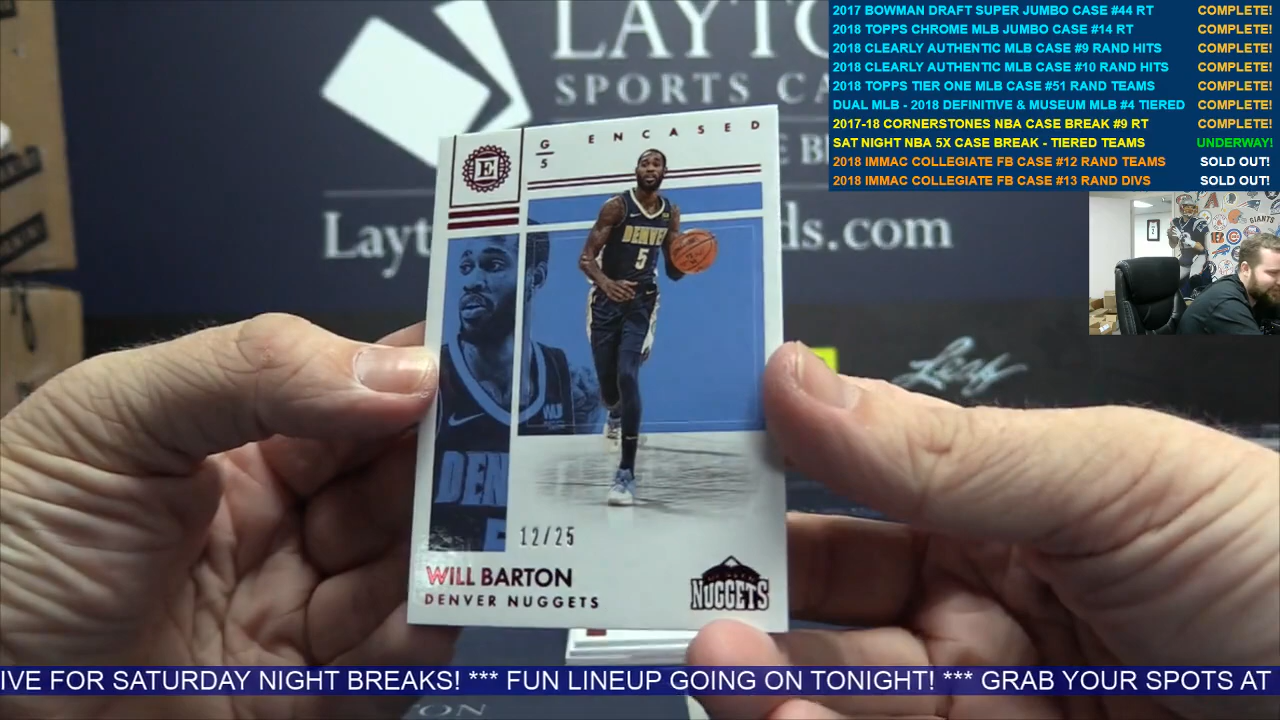 2017 BOWMAN DRAFT SUPER JUMBO CASE #44 RT COMPLETE!
2018 TOPPS CHROME MLB JUMBO CASE #14 RT COMPLETE!
2018 CLEARLY AUTHENTIC MLB CASE #9 RAND HITS COMPLETE!
2018 CLEARLY AUTHENTIC MLB CASE #10 RAND HITS COMPLETE!
2018 TOPPS TIER ONE MLB CASE #51 RAND TEAMS COMPLETE!
DUAL MLB - 2018 DEFINITIVE & MUSEUM MLB #4 TIERED COMPLETE!
2017-18 CORNERSTONES NBA CASE BREAK #9 RT COMPLETE!
SAT NIGHT NBA 5X CASE BREAK - TIERED TEAMS UNDERWAY!
2018 IMMAC COLLEGIATE FB CASE #12 RAND TEAMS SOLD OUT!
2018 IMMAC COLLEGIATE FB CASE #13 RAND DIVS SOLD OUT!
LAYTO
SPORTS CA
Layt ds.com
GIANTS
Leaf
E
G
5
ENCASED
DENVE
5
DEN
12/25
WILL BARTON
DENVER NUGGETS
NUGGETS
IVE FOR SATURDAY NIGHT BREAKS! *** FUN LINEUP GOING ON TONIGHT! *** GRAB YOUR SPOTS AT
TON